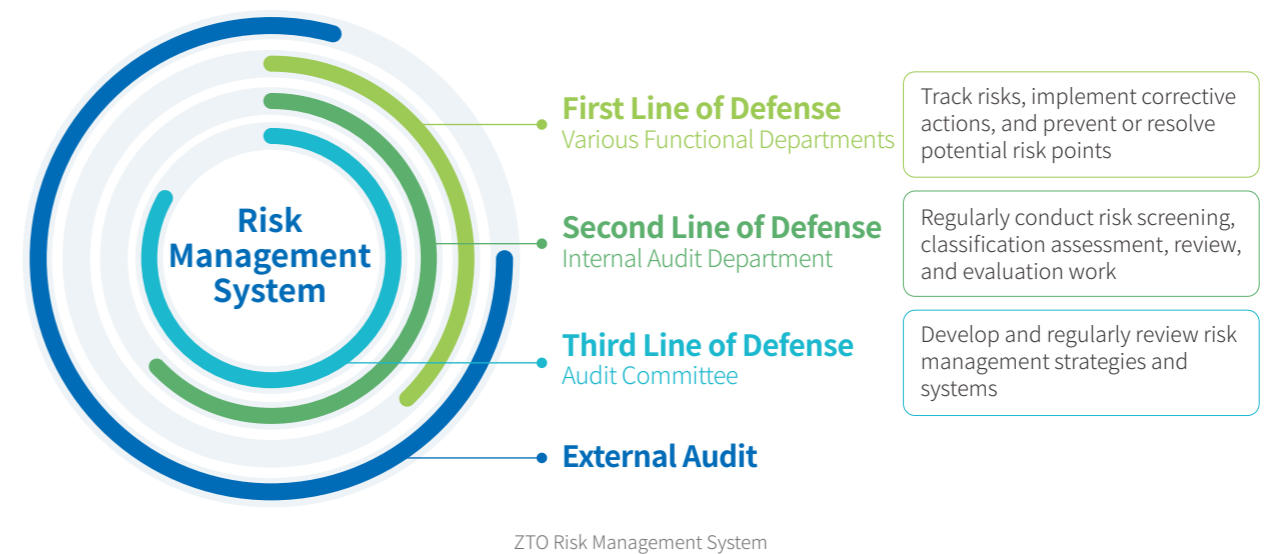 Risk
Management
System
First Line of Defense
Various Functional Departments
Track risks, implement corrective
actions, and prevent or resolve
potential risk points
Second Line of Defense
Internal Audit Department
Regularly conduct risk screening,
classification assessment, review,
and evaluation work
Third Line of Defense
Audit Committee
Develop and regularly review risk
management strategies and
systems
External Audit
ZTO Risk Management System